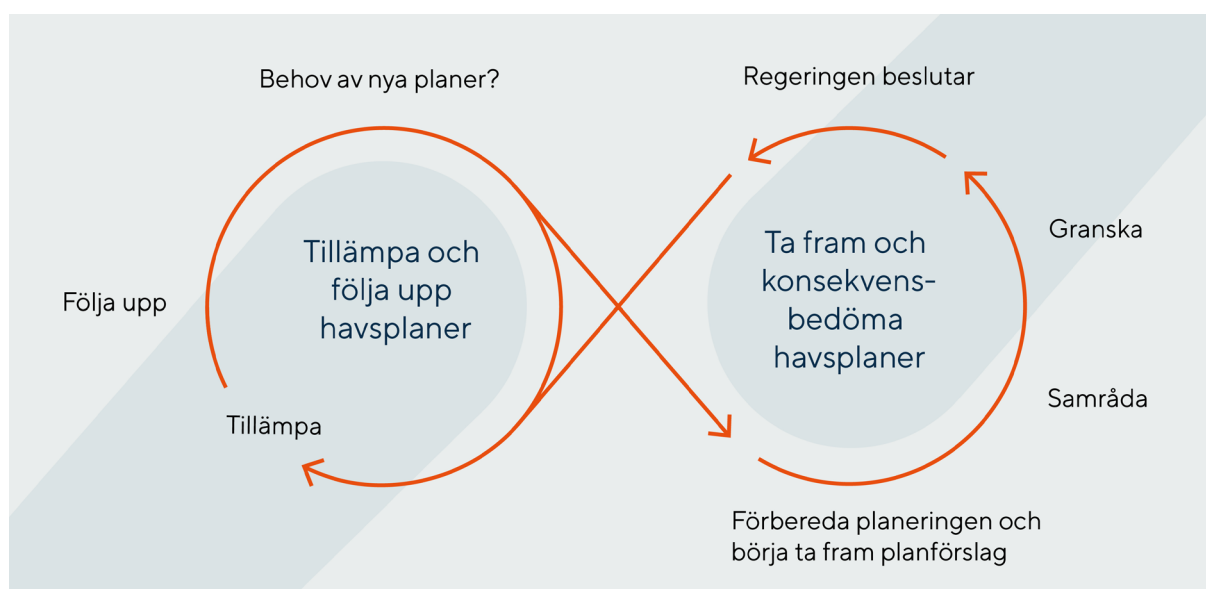 Behov av nya planer?
Regeringen beslutar
Granska
Tillämpa och
följa upp
havsplaner
Ta fram och
konsekvens-
bedöma
havsplaner
Följa upp
Samråda
Tillämpa
Förbereda planeringen och
börja ta fram planförslag